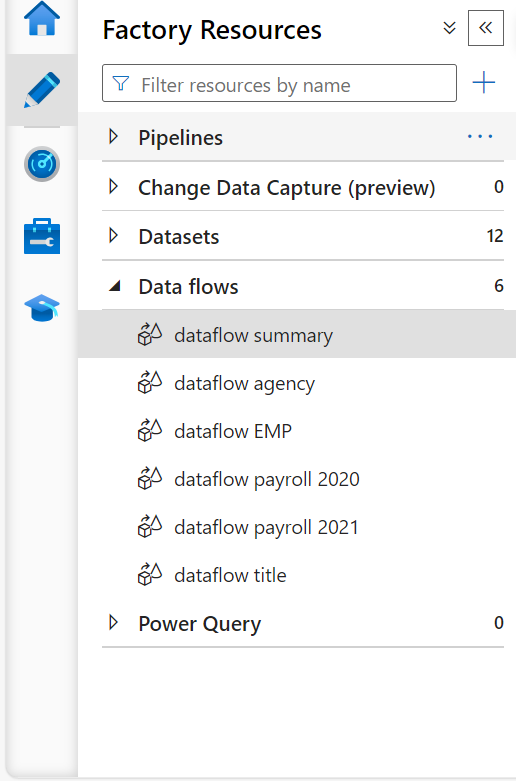 Factory Resources
Filter resources by name
Pipelines
Change Data Capture (preview) 0
Datasets 12
Data flows 6
dataflow summary
dataflow agency
dataflow EMP
dataflow payroll 2020
dataflow payroll 2021
dataflow title
Power Query 0